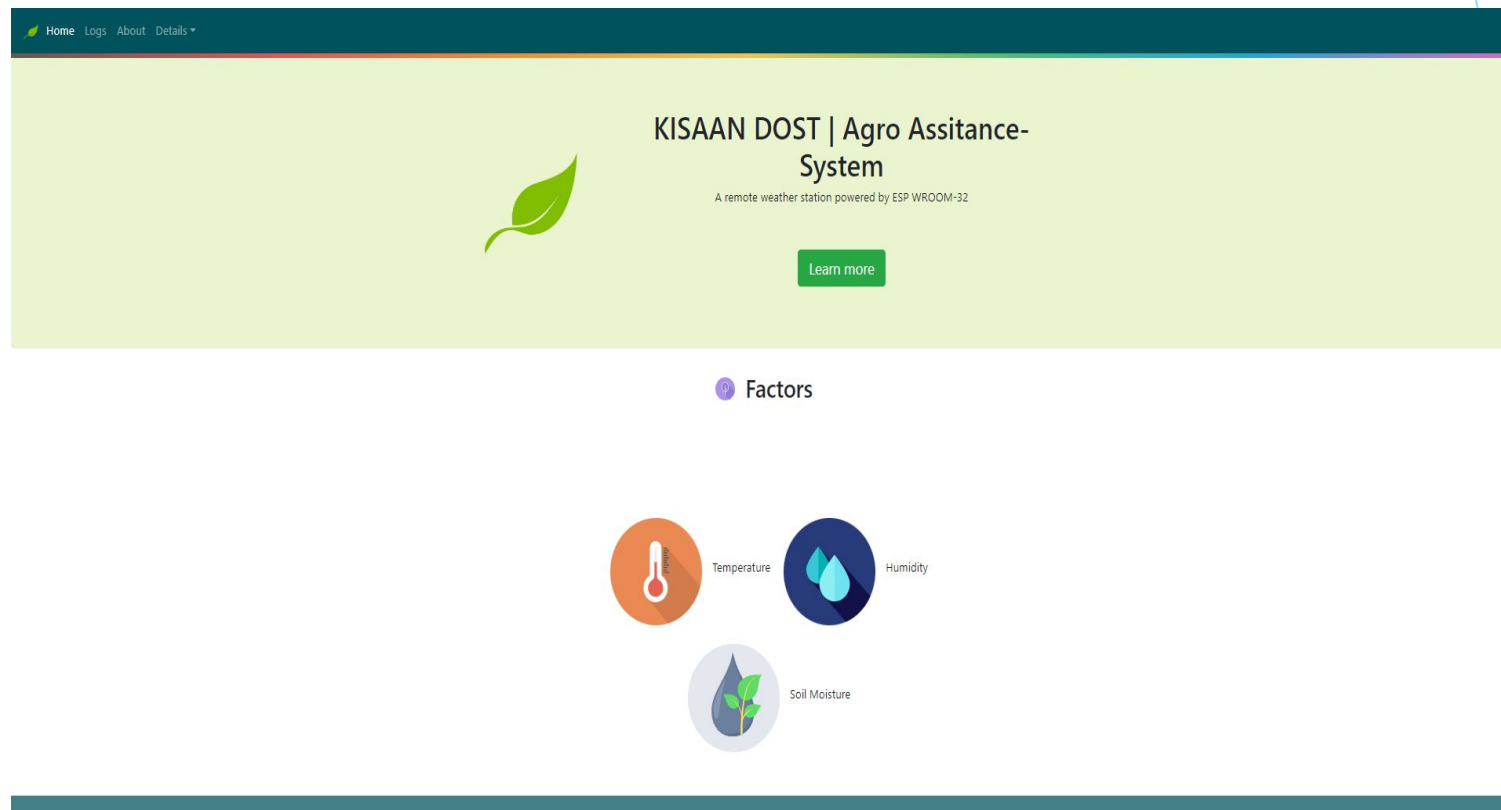 Home Logs About Details
KISAAN DOST | Agro Assitance-
System
A remote weather station powered by ESP WROOM-32
Learn more
Factors
Temperature
Humidity
Soil Moisture